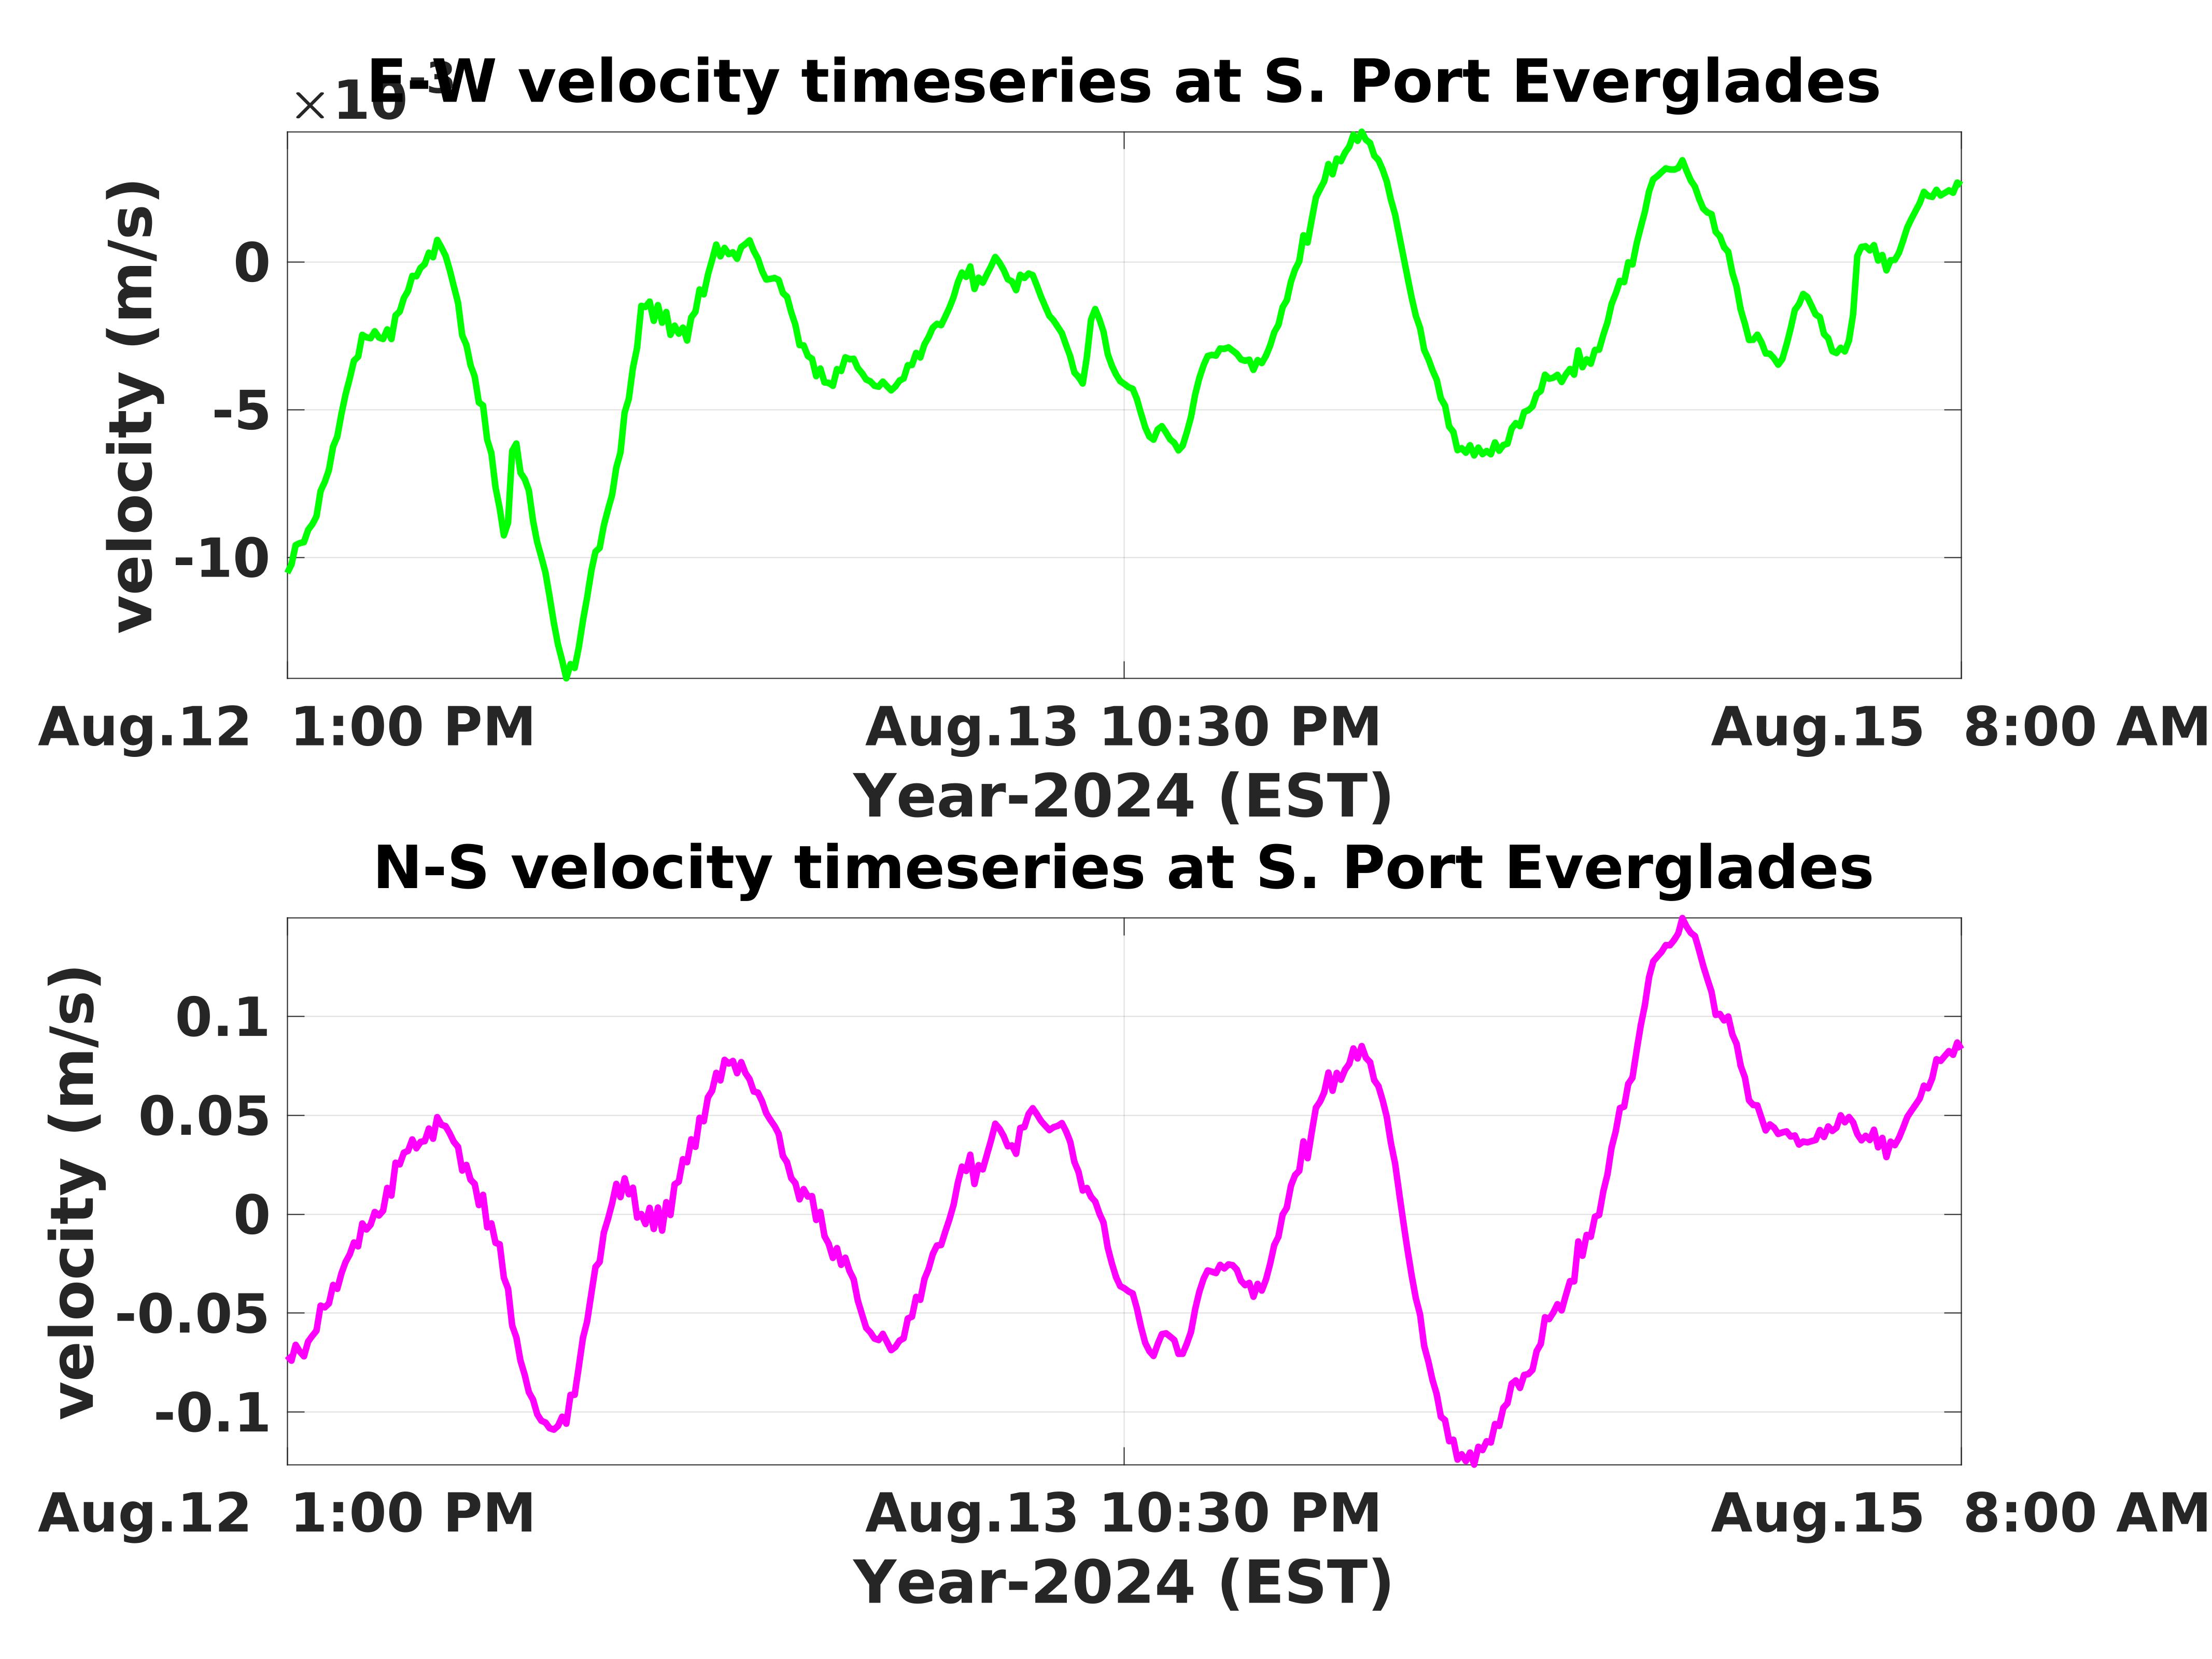 E-W velocity timeseries at S. Port Everglades
×10-3
velocity (m/s)
0
-5
-10
Aug.12 1:00 PM Aug.13 10:30 PM Aug.15 8:00 AM
Year-2024 (EST)
N-S velocity timeseries at S. Port Everglades
velocity (m/s)
0.1
0.05
0
-0.05
-0.1
Aug.12 1:00 PM Aug.13 10:30 PM Aug.15 8:00 AM
Year-2024 (EST)